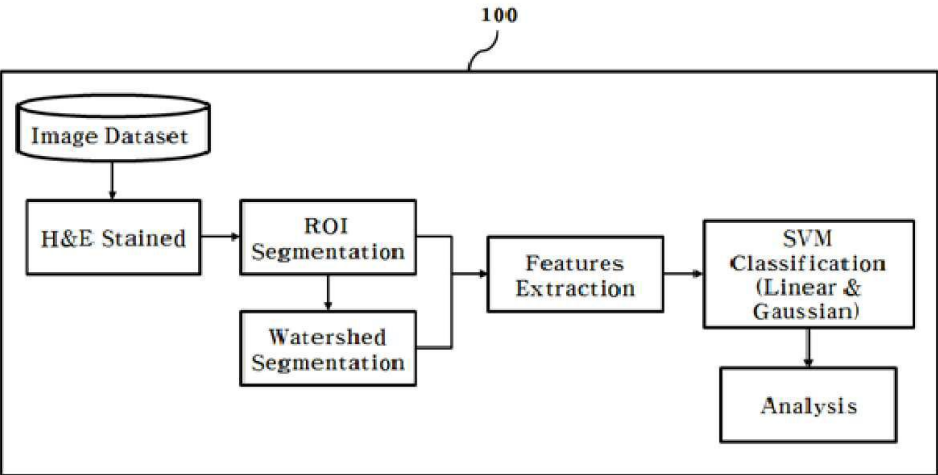 100
Image Dataset
H&E Stained
ROI
Segmentation
Watershed
Segmentation
Features
Extraction
SVM
Classification
(Linear &
Gaussian)
Analysis